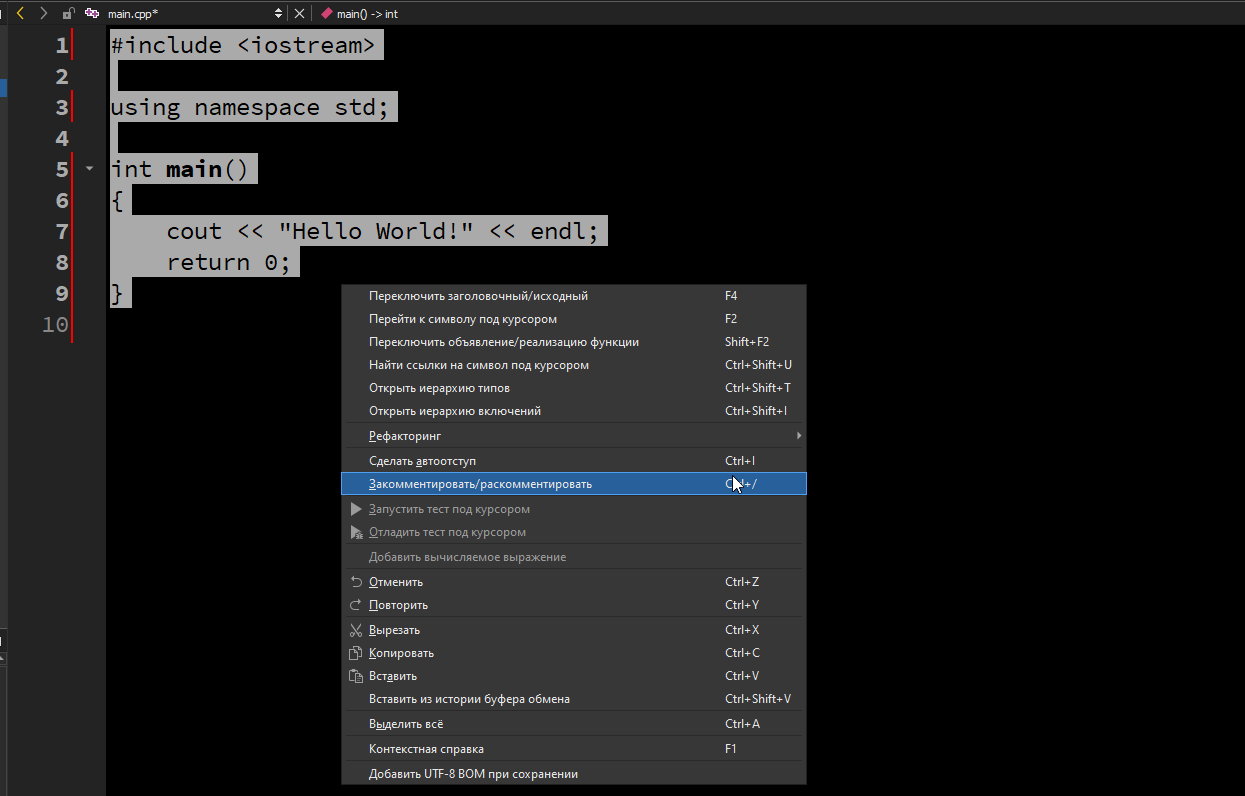 main.cpp*
main() -> int
1 #include <iostream>
2
3 using namespace std;
4
5 int main()
6 {
7 cout << "Hello World!" << endl;
8 return 0;
9 }
10
Переключить заголовочный/исходный F4
Перейти к символу под курсором F2
Переключить объявление/реализацию функции Shift+F2
Найти ссылки на символ под курсором Ctrl+Shift+U
Открыть иерархию типов Ctrl+Shift+T
Открыть иерархию включений Ctrl+Shift+I
Рефакторинг
Сделать автоотступ Ctrl+I
Закомментировать/раскомментировать Ctrl+/
Запустить тест под курсором
Отладить тест под курсором
Добавить вычисляемое выражение
Отменить Ctrl+Z
Повторить Ctrl+Y
Вырезать Ctrl+X
Копировать Ctrl+C
Вставить Ctrl+V
Вставить из истории буфера обмена Ctrl+Shift+V
Выделить всё Ctrl+A
Контекстная справка F1
Добавить UTF-8 BOM при сохранении